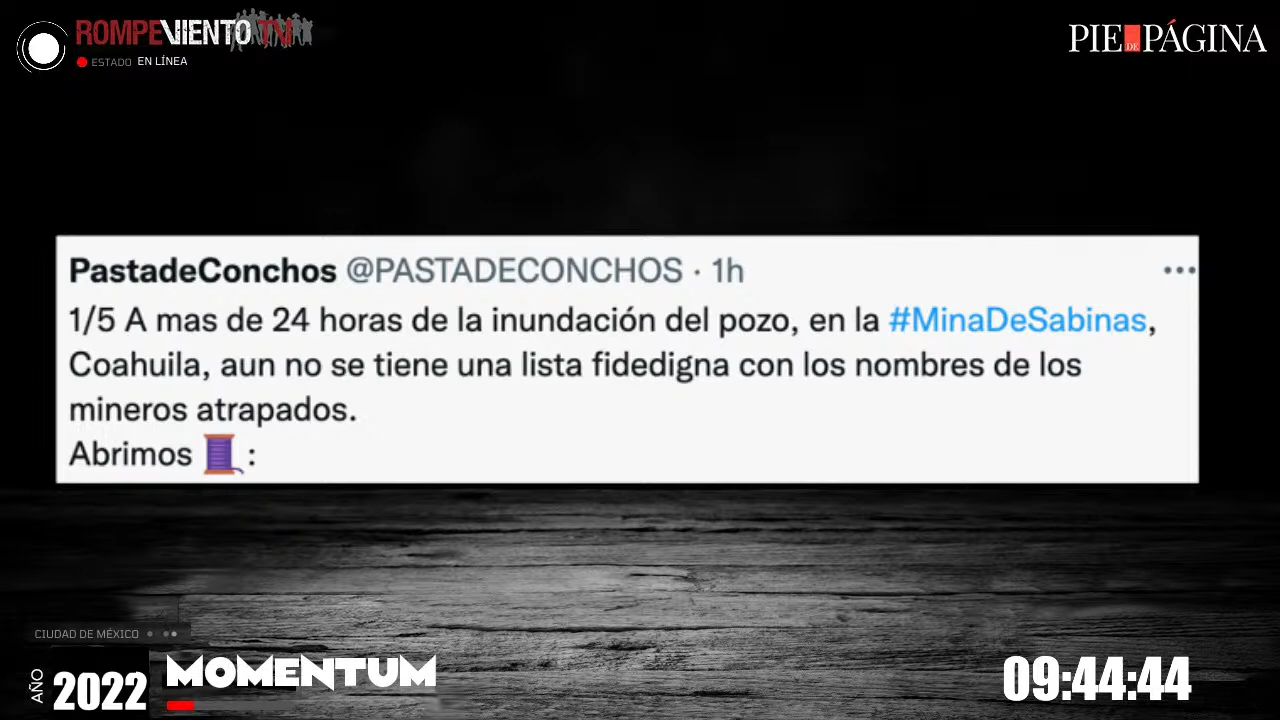 ROMPEVIENTO TV
ESTADO EN LÍNEA
PIE DE PÁGINA
PastadeConchos @PASTADECONCHOS · 1h
1/5 A mas de 24 horas de la inundación del pozo, en la #MinaDeSabinas,
Coahuila, aun no se tiene una lista fidedigna con los nombres de los
mineros atrapados.
Abrimos 🧵:
CIUDAD DE MÉXICO
AÑO 2022 MOMENTUM
09:44:44